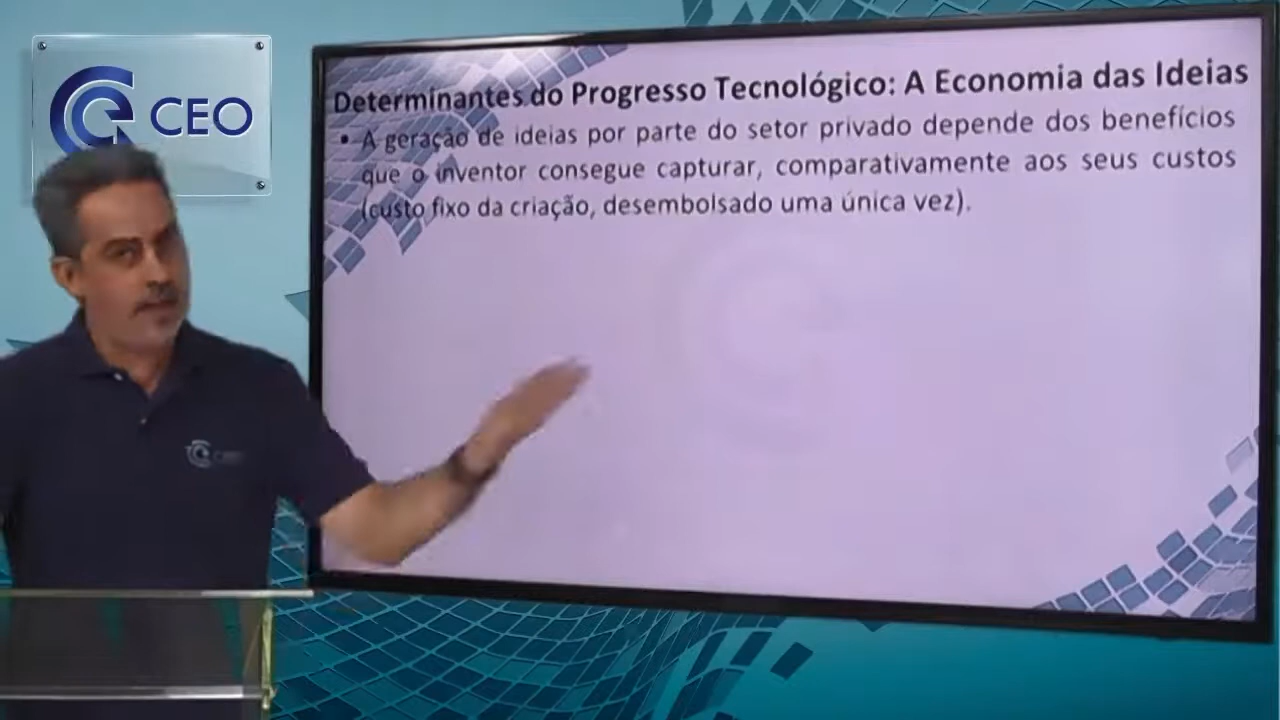 CEO
Determinantes do Progresso Tecnológico: A Economia das Ideias
• A geração de ideias por parte do setor privado depende dos benefícios
que o inventor consegue capturar, comparativamente aos seus custos
(custo fixo da criação, desembolsado uma única vez).